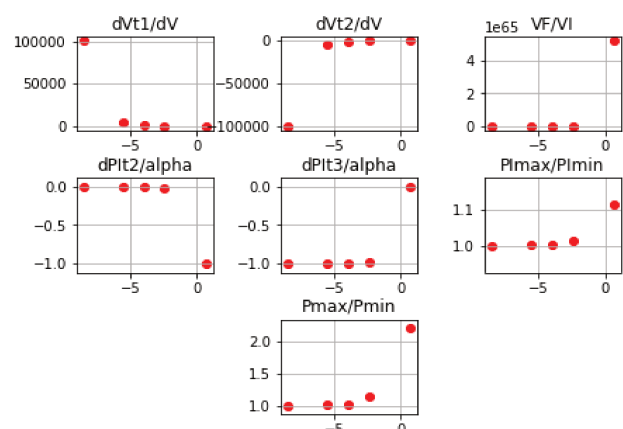 dVt1/dV dVt2/dV VF/VI
1e65
100000 0 4
50000 −50000 2
0 −100000 0
−5 0 −5 0 −5 0
dPIt2/alpha dPIt3/alpha PImax/PImin
0.0 0.0
−0.5 −0.5 1.1
−1.0 −1.0 1.0
−5 0 −5 0 −5 0
Pmax/Pmin
2.0
1.5
1.0
−5 0